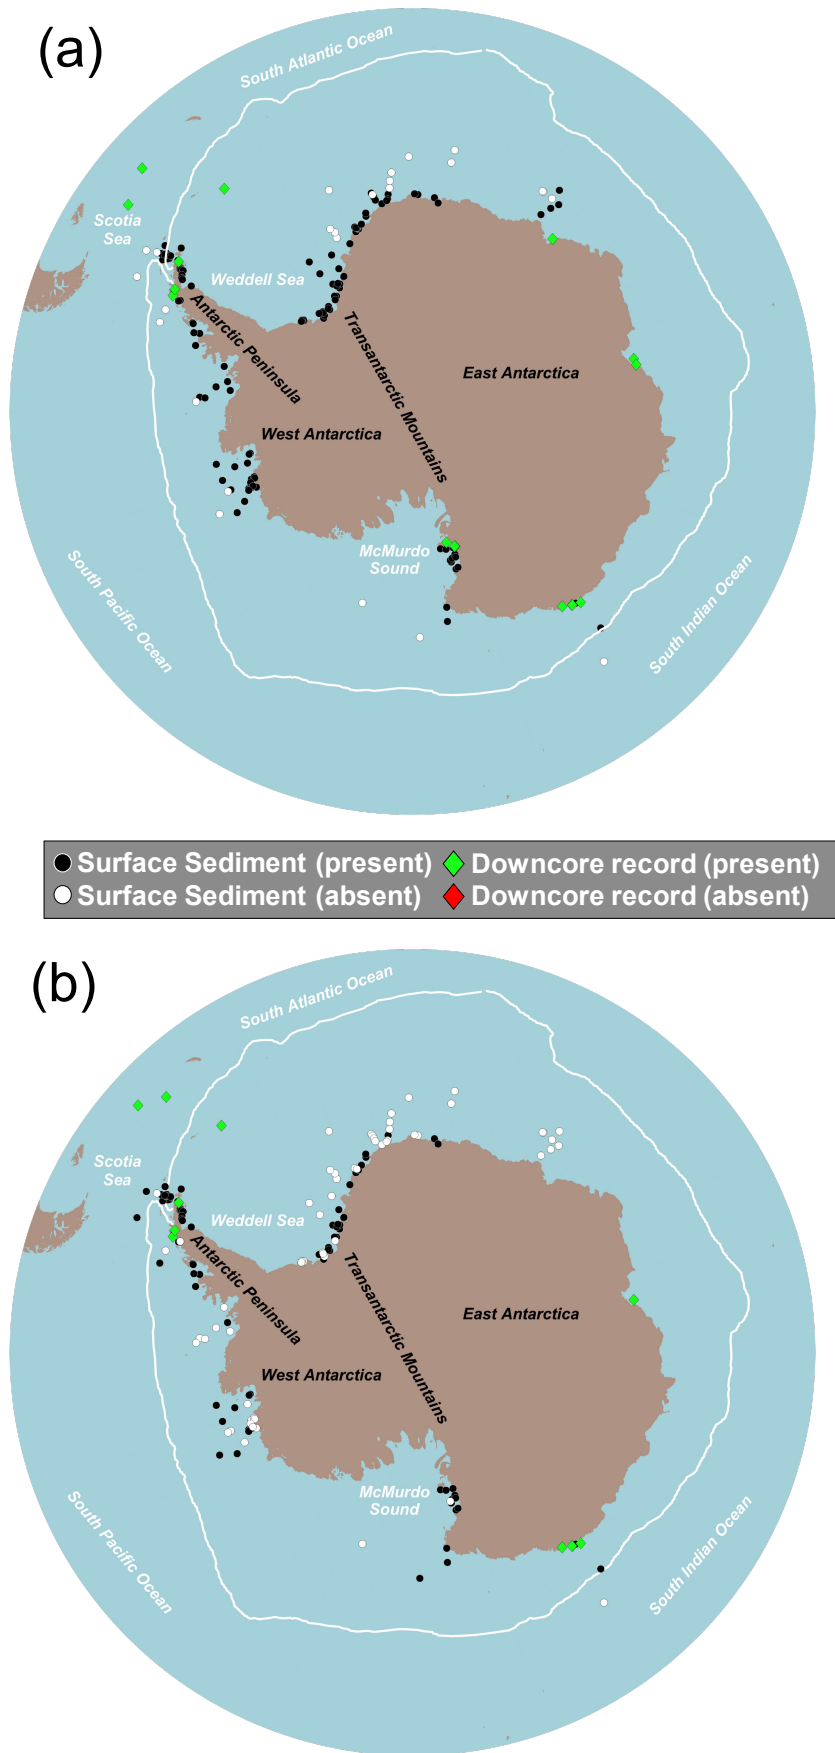 (a)
South Atlantic Ocean
Scotia
Sea
Weddell Sea
Antarctic Peninsula
Transantarctic Mountains
East Antarctica
West Antarctica
McMurdo
Sound
South Pacific Ocean
South Indian Ocean
Surface Sediment (present)
Downcore record (present)
Surface Sediment (absent)
Downcore record (absent)
(b)
South Atlantic Ocean
Scotia
Sea
Weddell Sea
Antarctic Peninsula
Transantarctic Mountains
East Antarctica
West Antarctica
McMurdo
Sound
South Pacific Ocean
South Indian Ocean